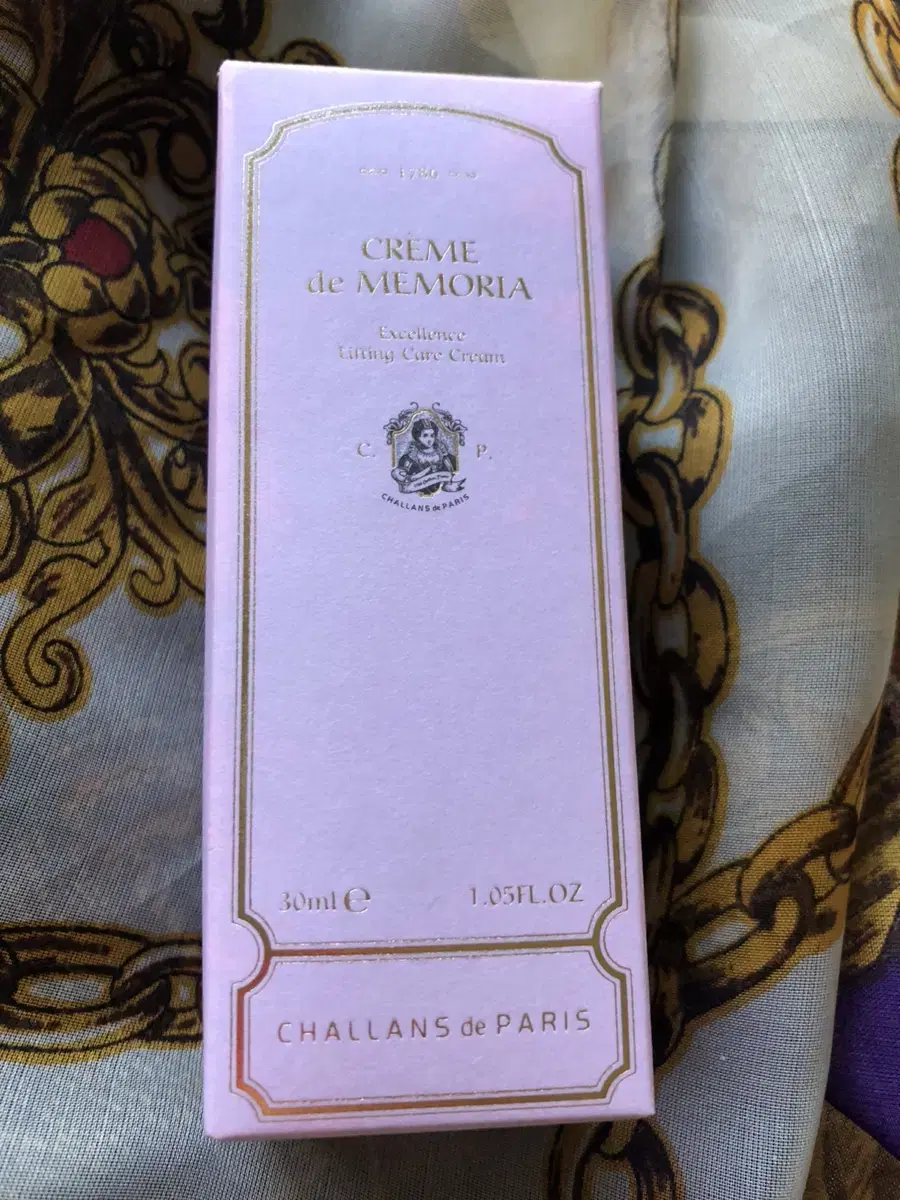 1786
CRÈME
de MEMORIA
Excellence
Lifting Care Cream
C. P.
CHALLANS de PARIS
30ml e 1.05FL.OZ
CHALLANS de PARIS